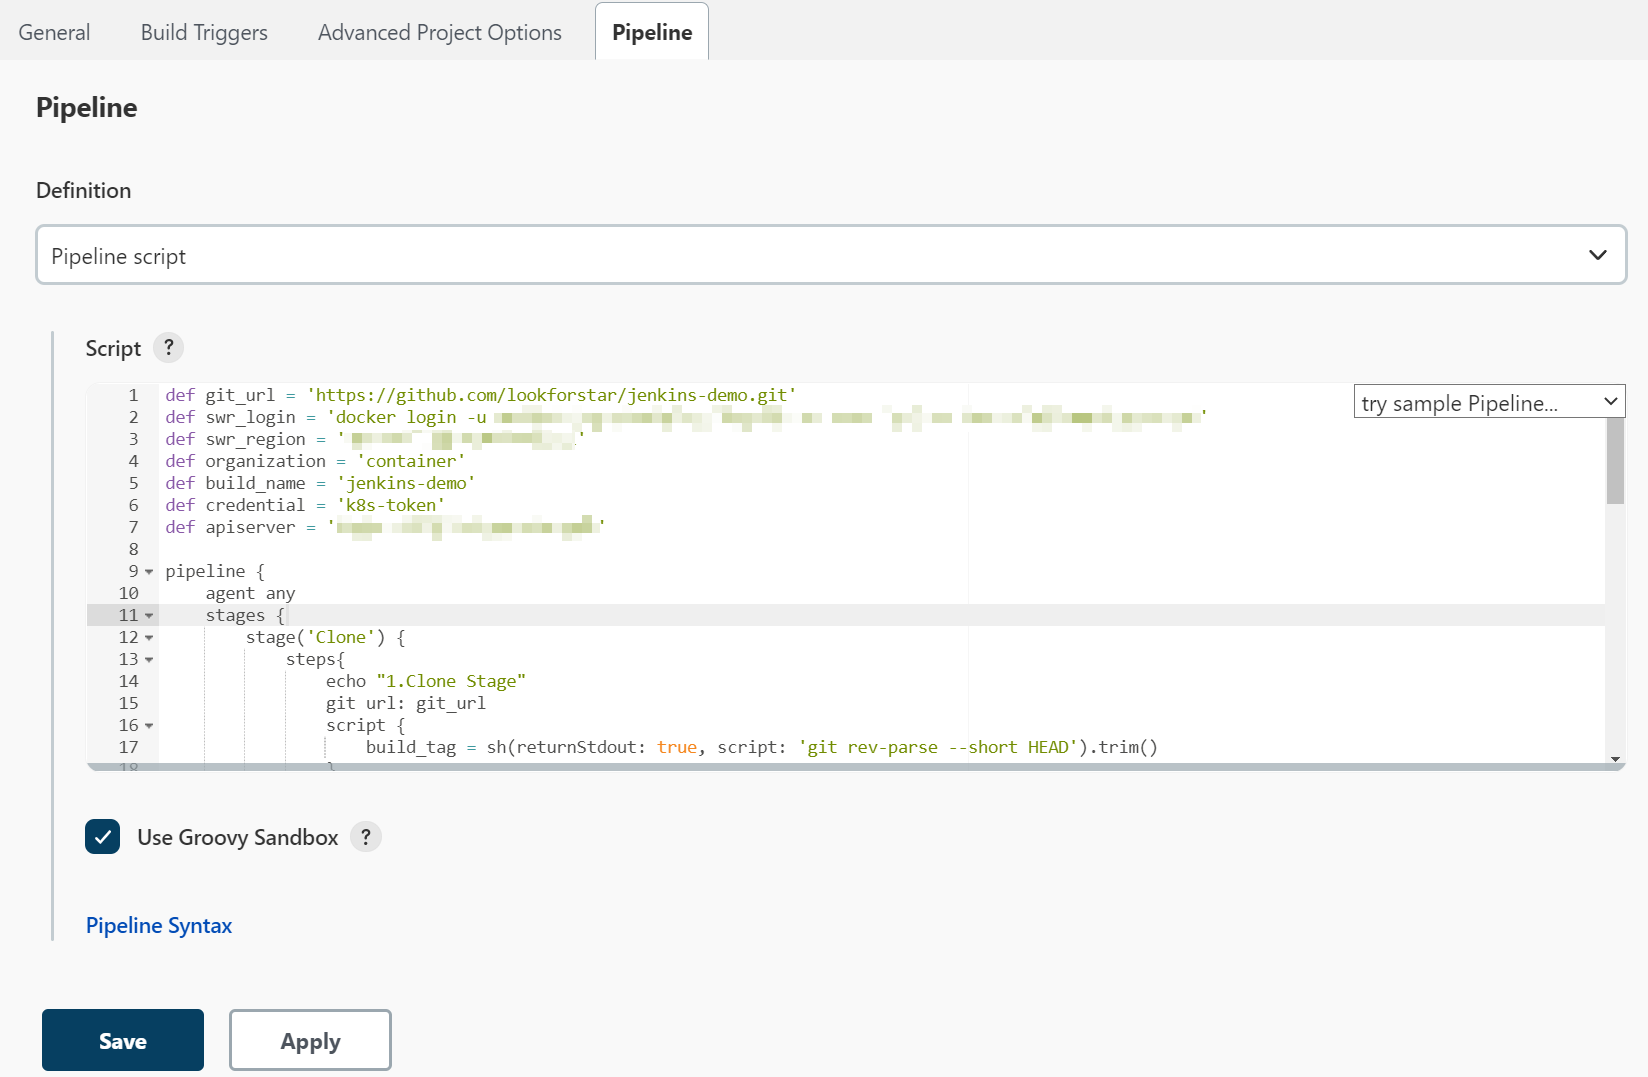 General Build Triggers Advanced Project Options Pipeline
Pipeline
Definition
Pipeline script
Script ?
try sample Pipeline...
1 def git_url = 'https://github.com/lookforstar/jenkins-demo.git'
2 def swr_login = 'docker login -u '
3 def swr_region = ' '
4 def organization = 'container'
5 def build_name = 'jenkins-demo'
6 def credential = 'k8s-token'
7 def apiserver = ' '
8
9 pipeline {
10 agent any
11 stages {
12 stage('Clone') {
13 steps{
14 echo "1.Clone Stage"
15 git url: git_url
16 script {
17 build_tag = sh(returnStdout: true, script: 'git rev-parse --short HEAD').trim()
18 }
Use Groovy Sandbox ?
Pipeline Syntax
Save Apply